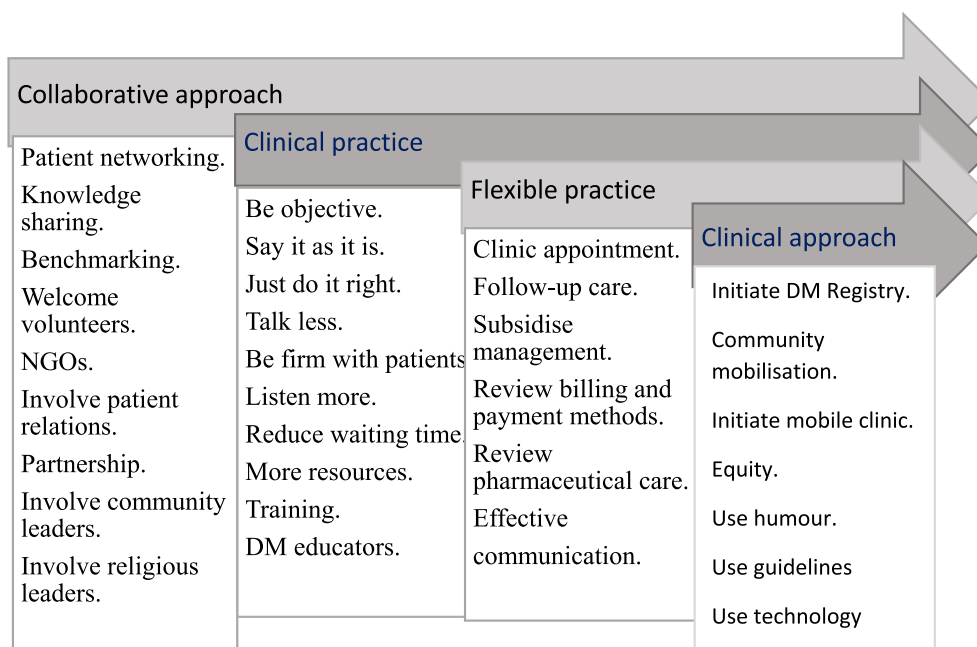 Collaborative approach
Patient networking.
Knowledge
sharing.
Benchmarking.
Welcome
volunteers.
NGOs.
Involve patient
relations.
Partnership.
Involve community
leaders.
Involve religious
leaders.
Clinical practice
Be objective.
Say it as it is.
Just do it right.
Talk less.
Be firm with patients
Listen more.
Reduce waiting time.
More resources.
Training.
DM educators.
Flexible practice
Clinic appointment.
Follow-up care.
Subsidise
management.
Review billing and
payment methods.
Review
pharmaceutical care.
Effective
communication.
Clinical approach
Initiate DM Registry.
Community
mobilisation.
Initiate mobile clinic.
Equity.
Use humour.
Use guidelines
Use technology